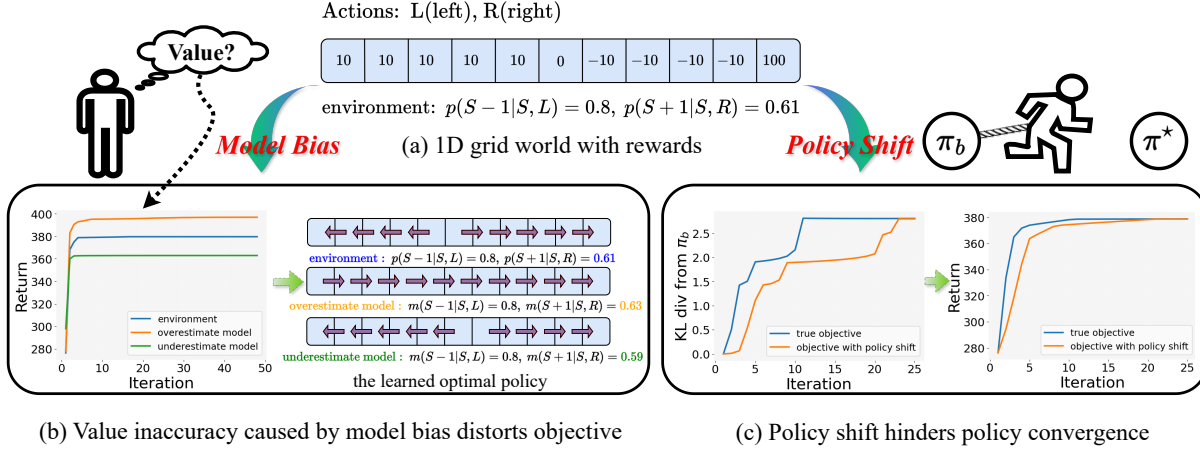 Actions: L(left), R(right)
Value?
10 10 10 10 10 0 −10 −10 −10 −10 100
environment: p(S − 1|S, L) = 0.8, p(S + 1|S, R) = 0.61
Model Bias
(a) 1D grid world with rewards
Policy Shift
π_b
π*
400
380
360
340
320
300
280
Return
0 10 20 30 40 50
Iteration
environment
overestimate model
underestimate model
environment : p(S − 1|S, L) = 0.8, p(S + 1|S, R) = 0.61
overestimate model : m(S − 1|S, L) = 0.8, m(S + 1|S, R) = 0.63
underestimate model : m(S − 1|S, L) = 0.8, m(S + 1|S, R) = 0.59
the learned optimal policy
2.5
2.0
1.5
1.0
0.5
0.0
KL div from π_b
0 5 10 15 20 25
Iteration
true objective
objective with policy shift
380
360
340
320
300
280
Return
0 5 10 15 20 25
Iteration
true objective
objective with policy shift
(b) Value inaccuracy caused by model bias distorts objective
(c) Policy shift hinders policy convergence